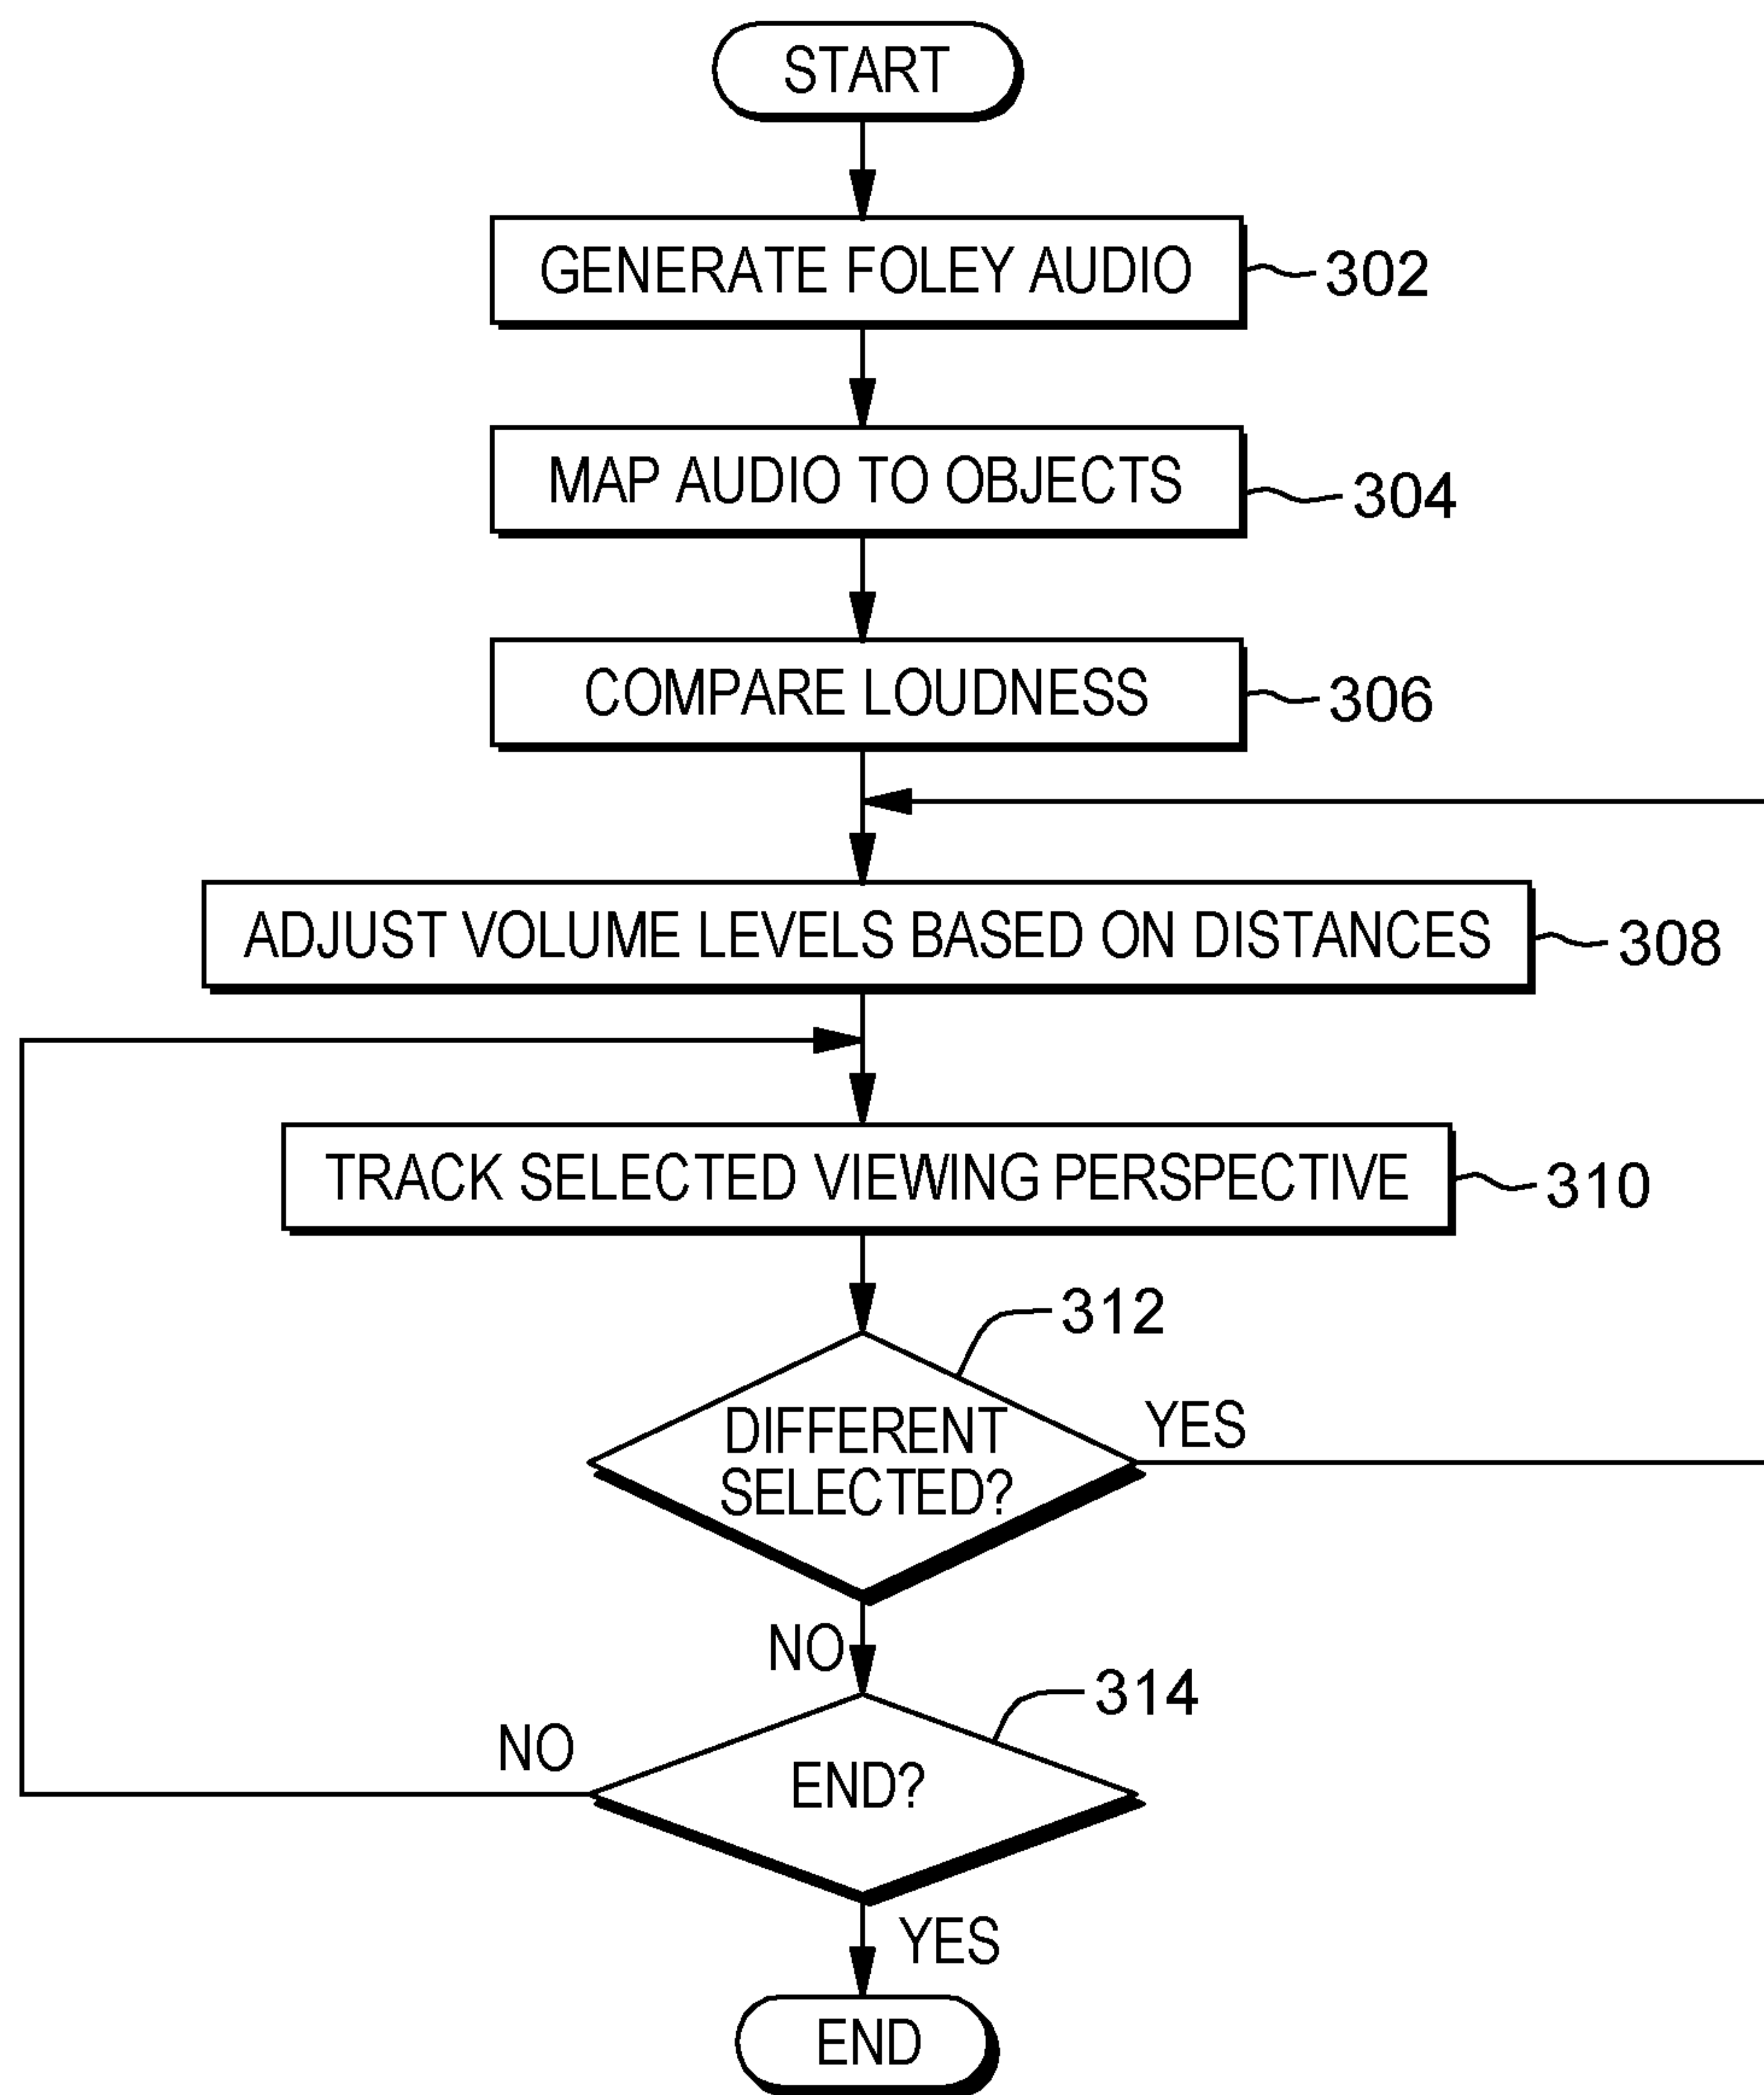 START
GENERATE FOLEY AUDIO
302
MAP AUDIO TO OBJECTS
304
COMPARE LOUDNESS
306
ADJUST VOLUME LEVELS BASED ON DISTANCES
308
TRACK SELECTED VIEWING PERSPECTIVE
310
312
DIFFERENT
SELECTED?
YES
NO
314
NO
END?
YES
END